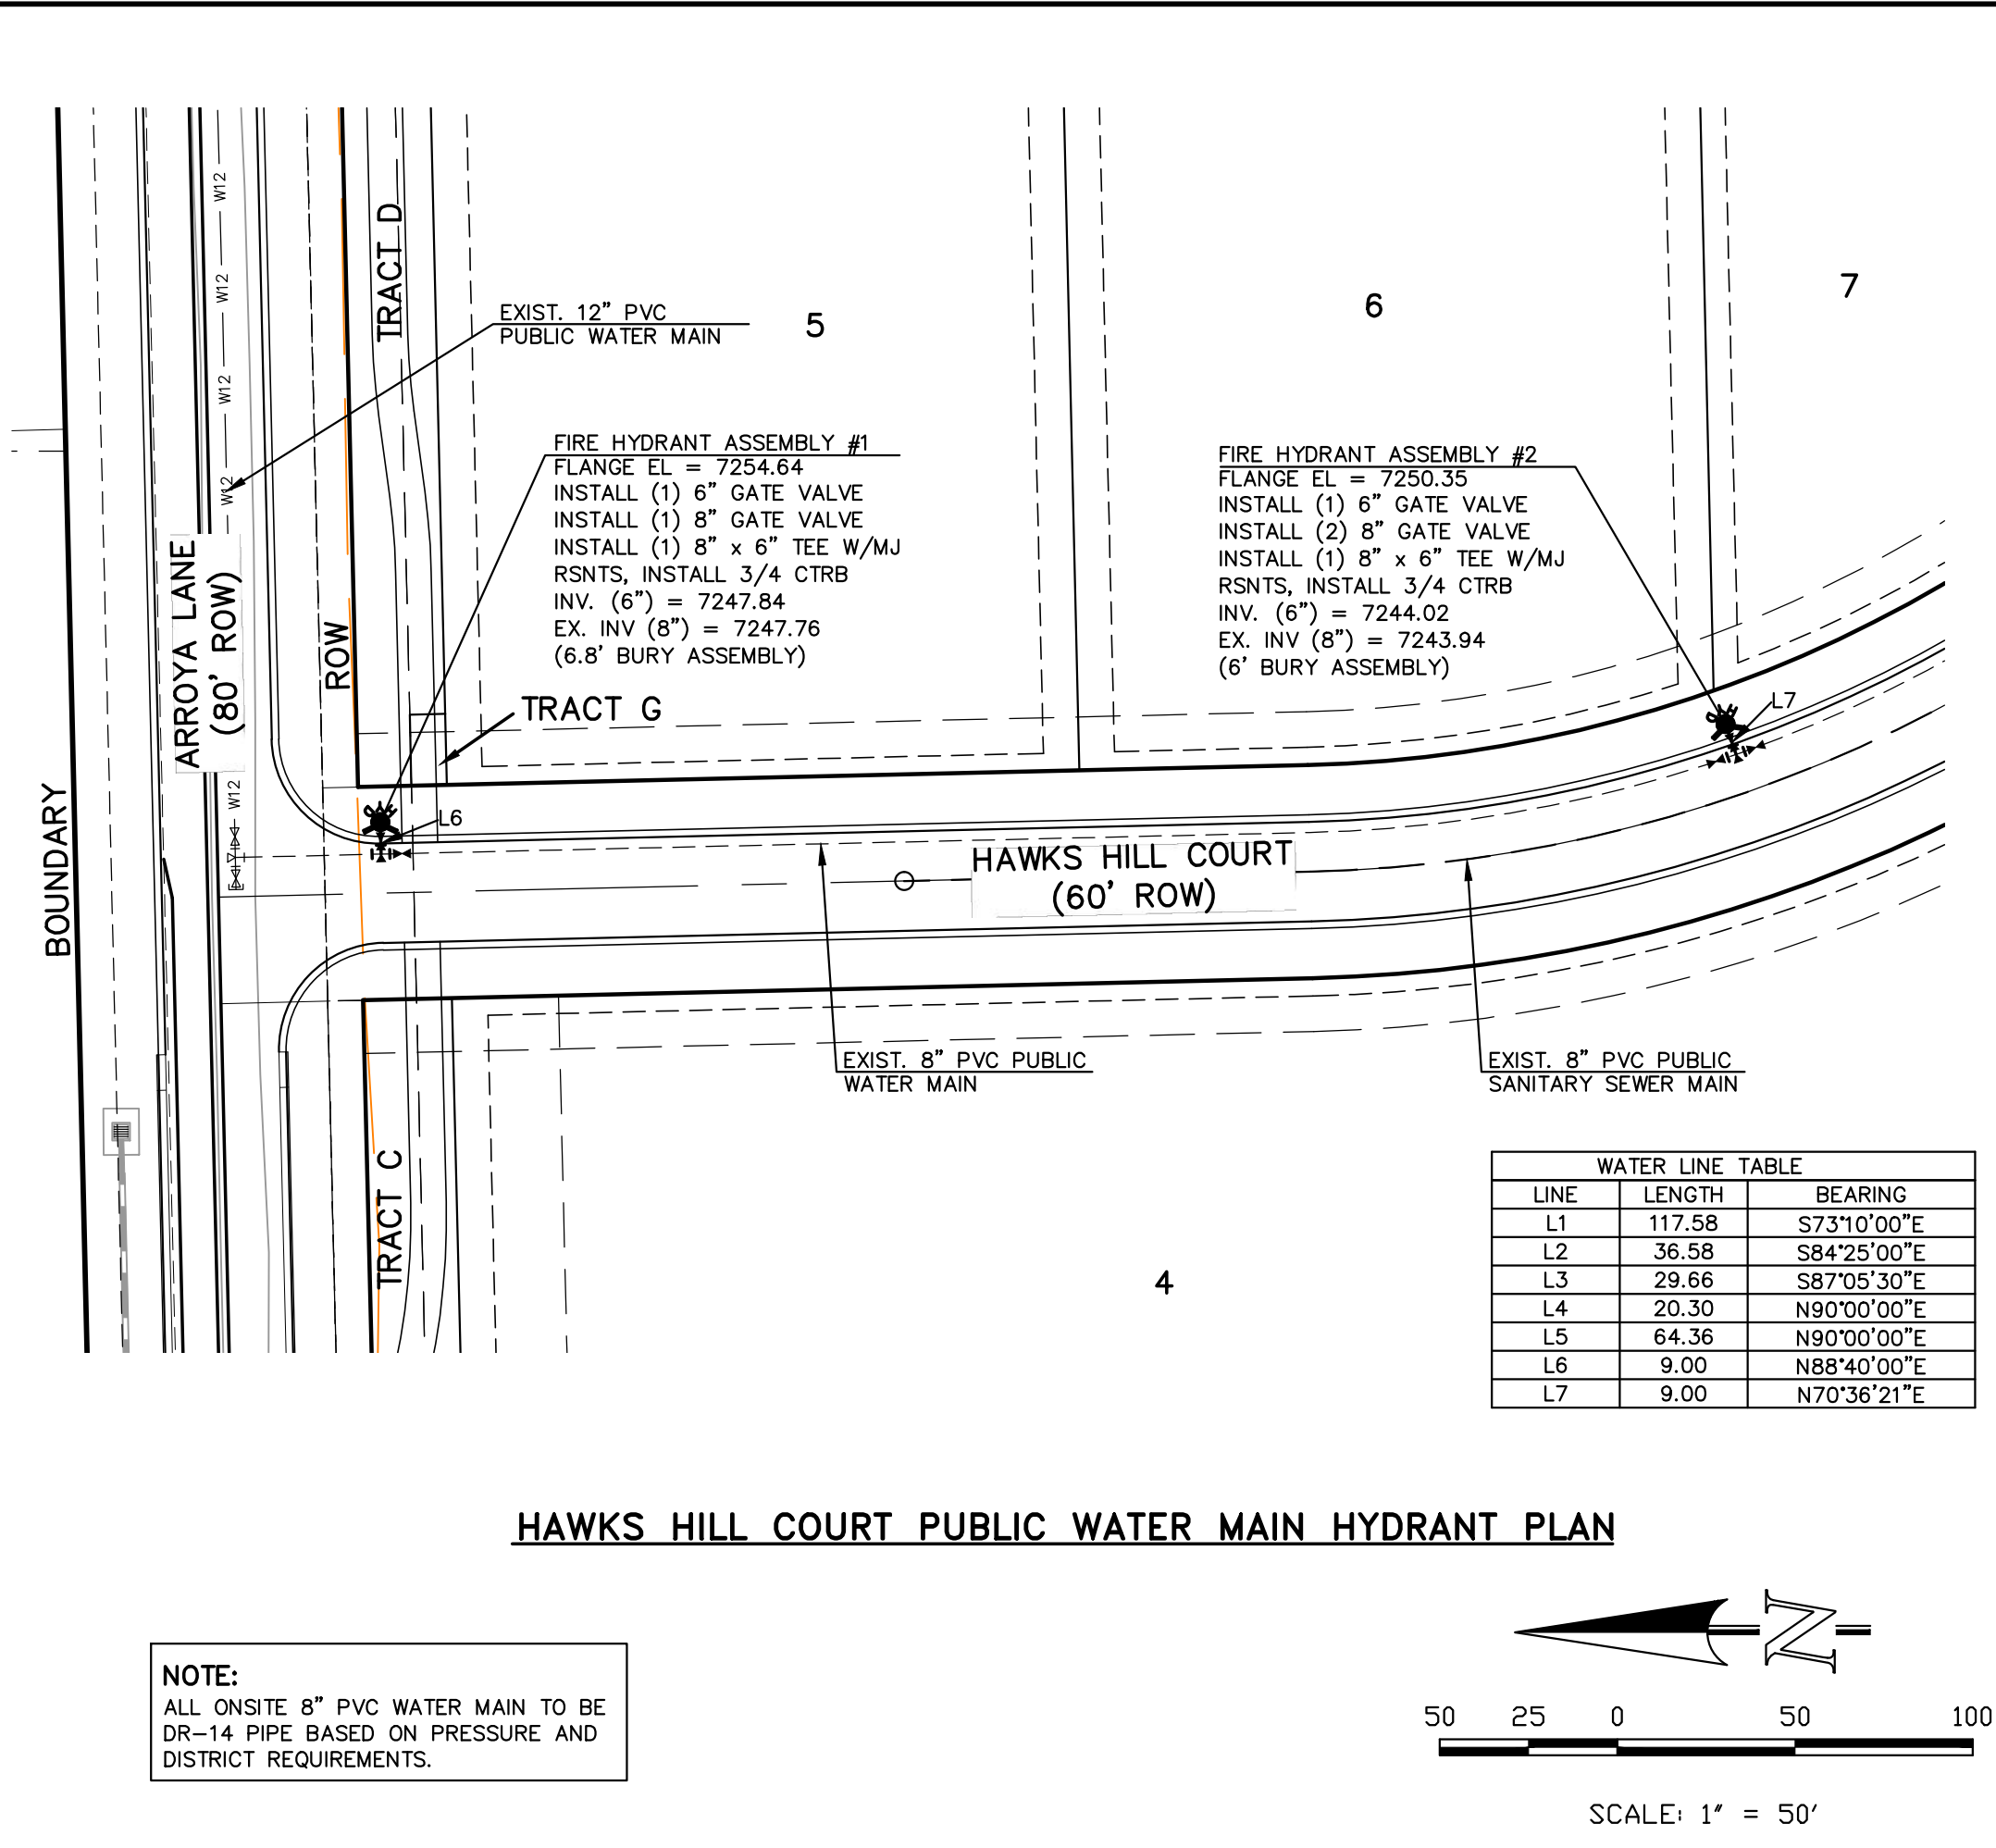 TRACT D
W12
W12
W12
W12
W12
EXIST. 12” PVC
PUBLIC WATER MAIN
5
6
7
FIRE HYDRANT ASSEMBLY #1
FLANGE EL = 7254.64
INSTALL (1) 6” GATE VALVE
INSTALL (1) 8” GATE VALVE
INSTALL (1) 8” x 6” TEE W/MJ
RSNTS, INSTALL 3/4 CTRB
INV. (6”) = 7247.84
EX. INV (8”) = 7247.76
(6.8’ BURY ASSEMBLY)
FIRE HYDRANT ASSEMBLY #2
FLANGE EL = 7250.35
INSTALL (1) 6” GATE VALVE
INSTALL (2) 8” GATE VALVE
INSTALL (1) 8” x 6” TEE W/MJ
RSNTS, INSTALL 3/4 CTRB
INV. (6”) = 7244.02
EX. INV (8”) = 7243.94
(6’ BURY ASSEMBLY)
ARROYA LANE
(80’ ROW)
ROW
TRACT G
L7
L6
BOUNDARY
HAWKS HILL COURT
(60’ ROW)
EXIST. 8” PVC PUBLIC
WATER MAIN
EXIST. 8” PVC PUBLIC
SANITARY SEWER MAIN
TRACT C
4
WATER LINE TABLE
LINE LENGTH BEARING
L1 117.58 S73°10’00”E
L2 36.58 S84°25’00”E
L3 29.66 S87°05’30”E
L4 20.30 N90°00’00”E
L5 64.36 N90°00’00”E
L6 9.00 N88°40’00”E
L7 9.00 N70°36’21”E
HAWKS HILL COURT PUBLIC WATER MAIN HYDRANT PLAN
N
NOTE:
ALL ONSITE 8” PVC WATER MAIN TO BE
DR–14 PIPE BASED ON PRESSURE AND
DISTRICT REQUIREMENTS.
50 25 0 50 100
SCALE: 1" = 50'